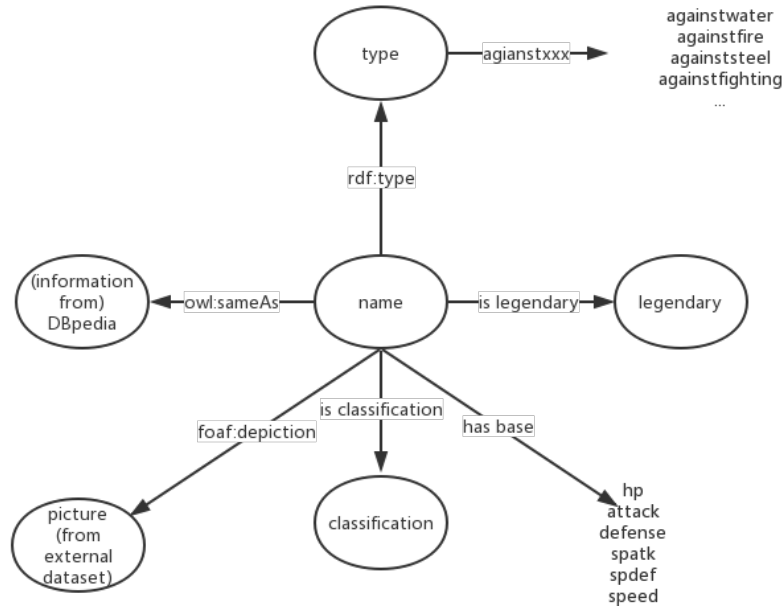 type
agianstxxx
againstwater
againstfire
againststeel
againstfighting
...
rdf:type
(information
from)
DBpedia
owl:sameAs
name
is legendary
legendary
foaf:depiction
is classification
has base
picture
(from
external
dataset)
classification
hp
attack
defense
spatk
spdef
speed